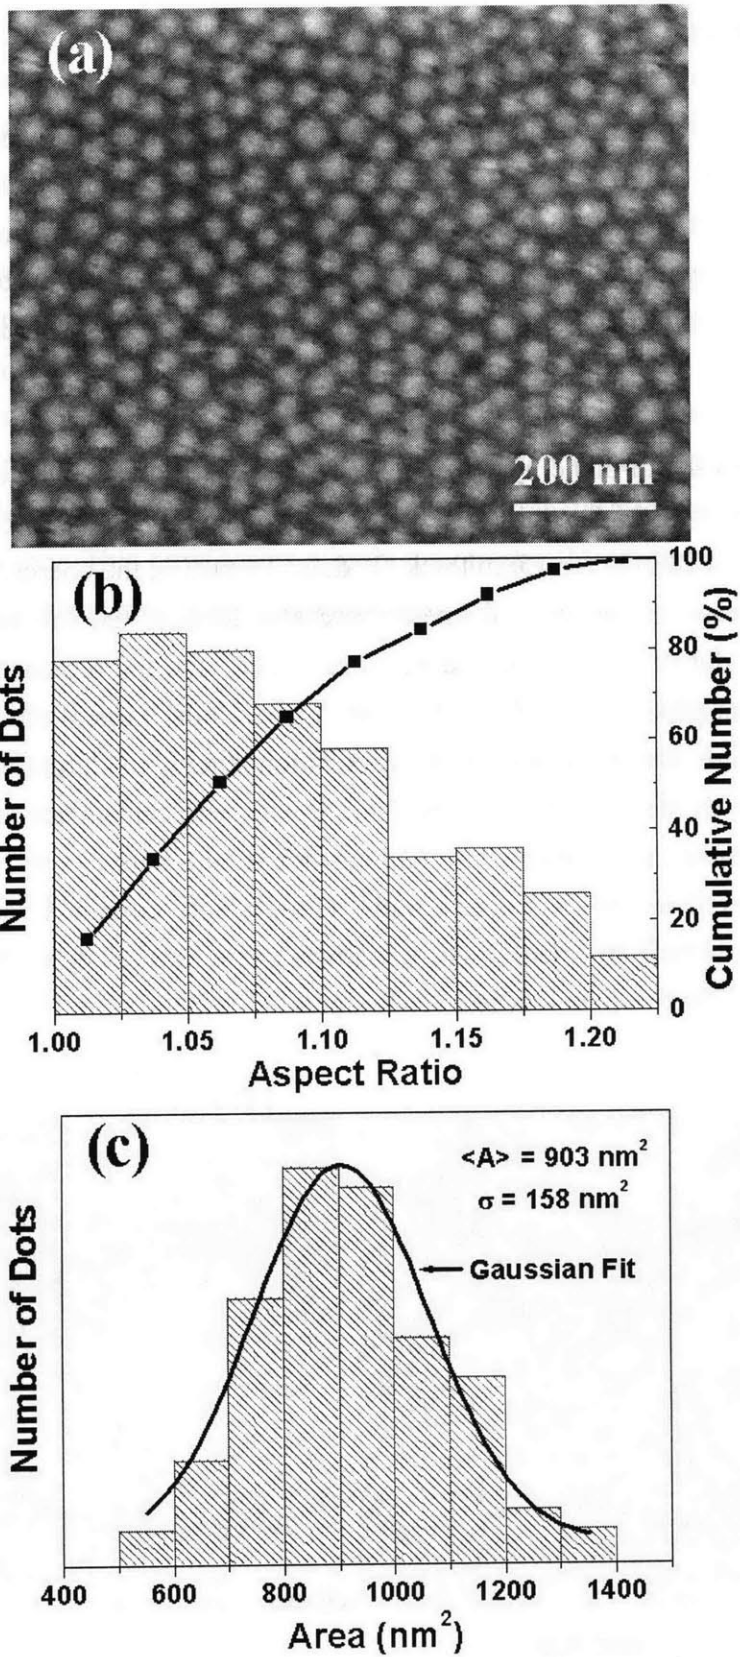 (a)
200 nm
(b)
Number of Dots
Cumulative Number (%)
100
80
60
40
20
0
1.00 1.05 1.10 1.15 1.20
Aspect Ratio
(c)
<A> = 903 nm²
σ = 158 nm²
Gaussian Fit
Number of Dots
400 600 800 1000 1200 1400
Area (nm²)